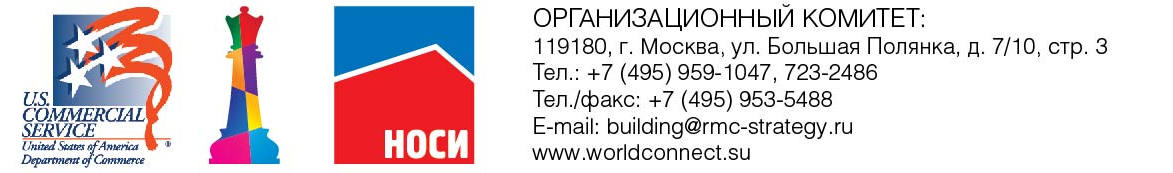 U.S.
COMMERCIAL
SERVICE
United States of America
Department of Commerce
®
НОСИ
ОРГАНИЗАЦИОННЫЙ КОМИТЕТ:
119180, г. Москва, ул. Большая Полянка, д. 7/10, стр. 3
Тел.: +7 (495) 959-1047, 723-2486
Тел./факс: +7 (495) 953-5488
E-mail: building@rmc-strategy.ru
www.worldconnect.su